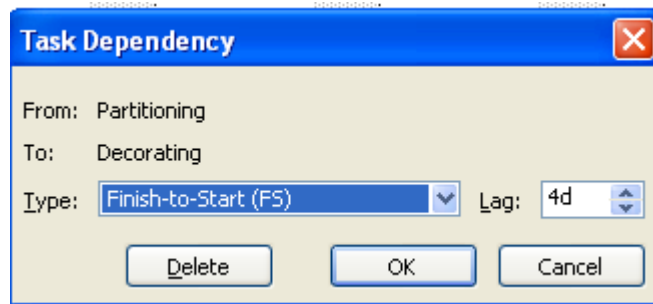 Task Dependency
From: Partitioning
To: Decorating
Type: Finish-to-Start (FS) Lag: 4d
Delete OK Cancel